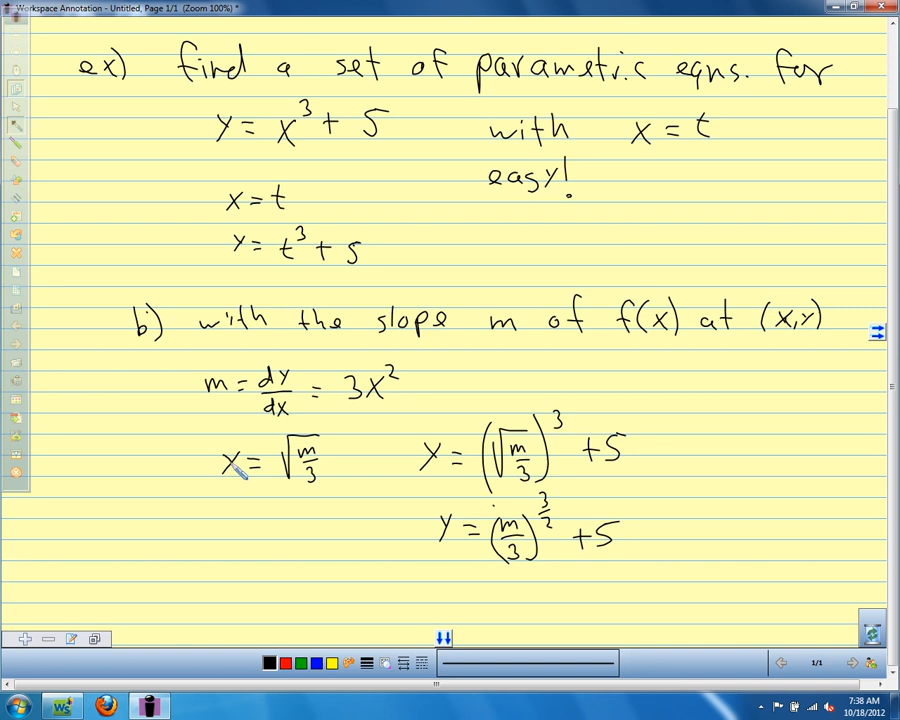 Workspace Annotation - Untitled, Page 1/1 (Zoom 100%) *
ex) find a set of parametric eqns. for
y = x³ + 5 with x = t
easy!
x = t
y = t³ + 5
b) with the slope m of f(x) at (x,y)
m = dy/dx = 3x²
x = √(m/3) y = (√(m/3))³ + 5
y = (m/3)^(3/2) + 5
1/1
7:38 AM
10/18/2012